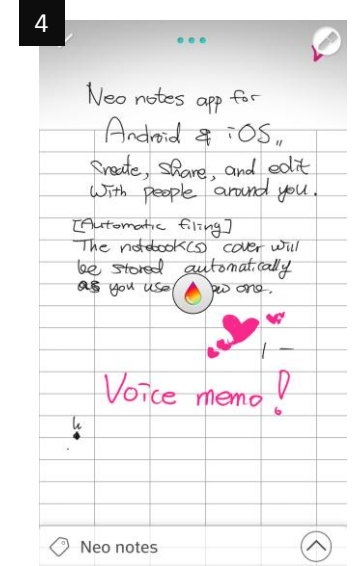 4
Neo notes app for
Android & iOS,,
Create, Share, and edit
with people around you.
[Automatic filing]
The notebook(s) cover will
be stored automatically
as you use one.
Voice memo!
Neo notes